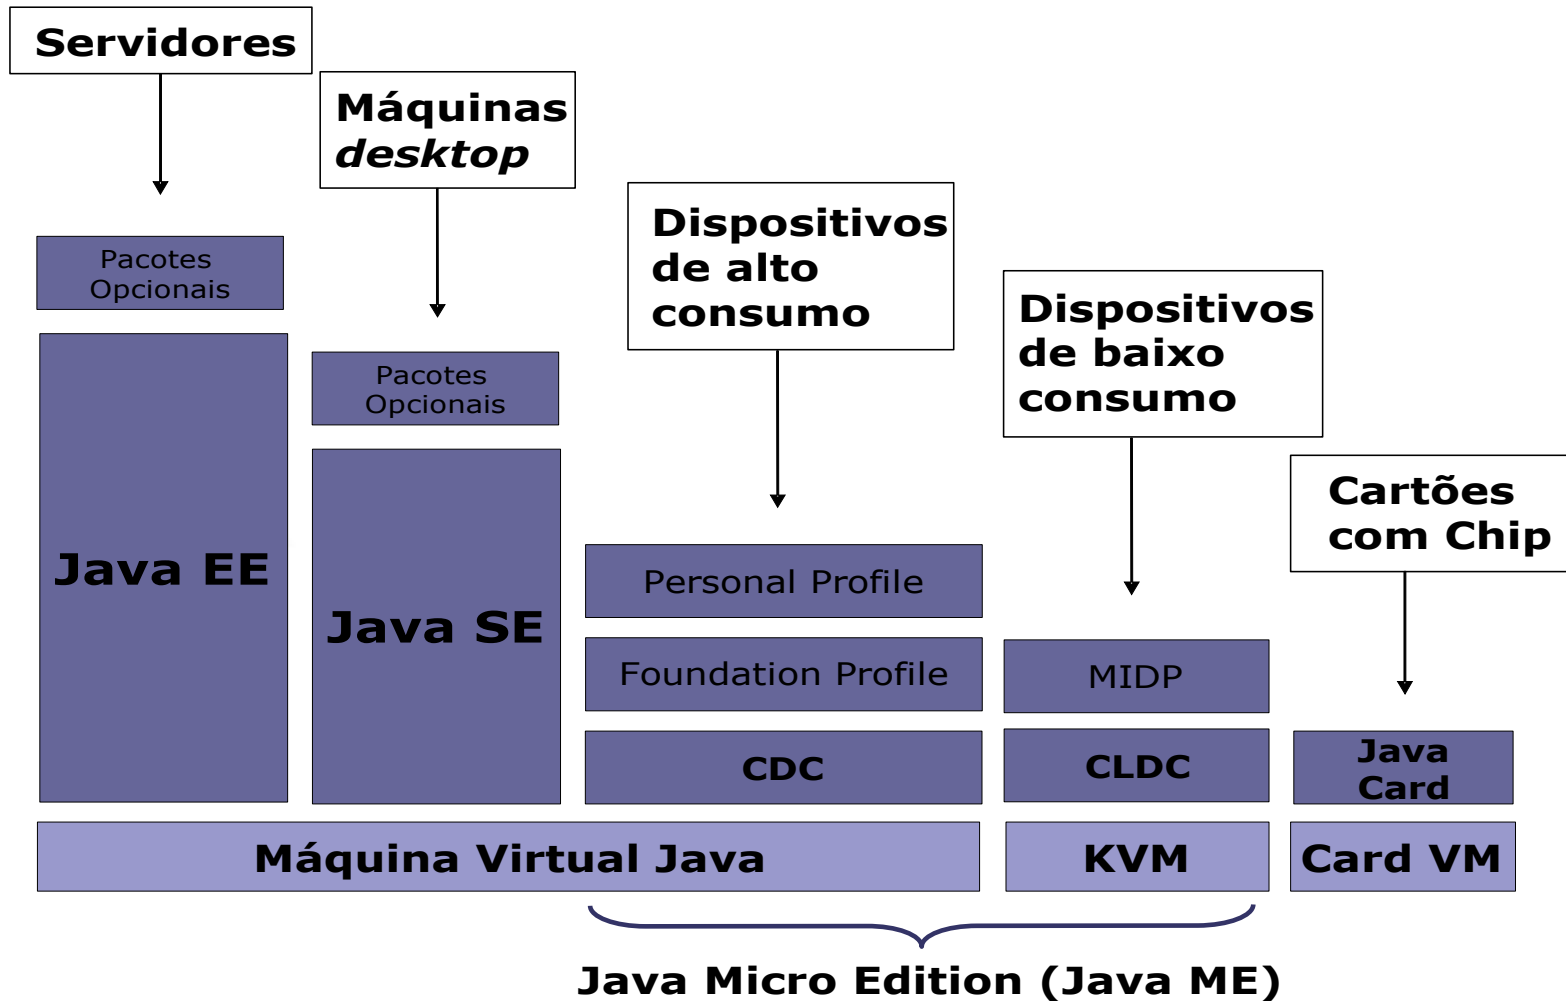 Servidores
Máquinas
desktop
Dispositivos
de alto
consumo
Dispositivos
de baixo
consumo
Cartões
com Chip
Pacotes
Opcionais
Java EE
Pacotes
Opcionais
Java SE
Personal Profile
Foundation Profile
CDC
MIDP
CLDC
Java
Card
Máquina Virtual Java
KVM
Card VM
Java Micro Edition (Java ME)